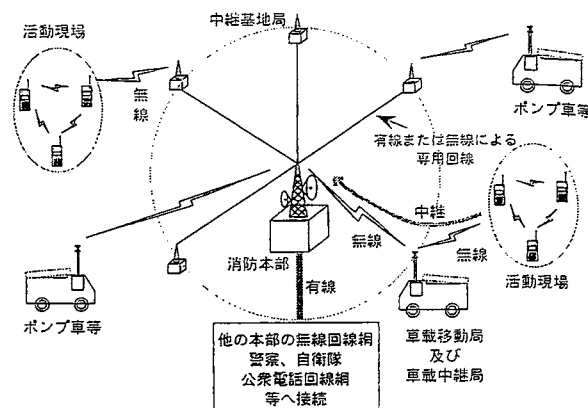 中継基地局
活動現場
無
線
ポンプ車等
有線または無線による
専用回線
中継
無線
無線
消防本部
活動現場
有線
ポンプ車等
他の本部の無線回線網
警察、自衛隊
公衆電話回線網
等へ接続
車載移動局
及び
車載中継局